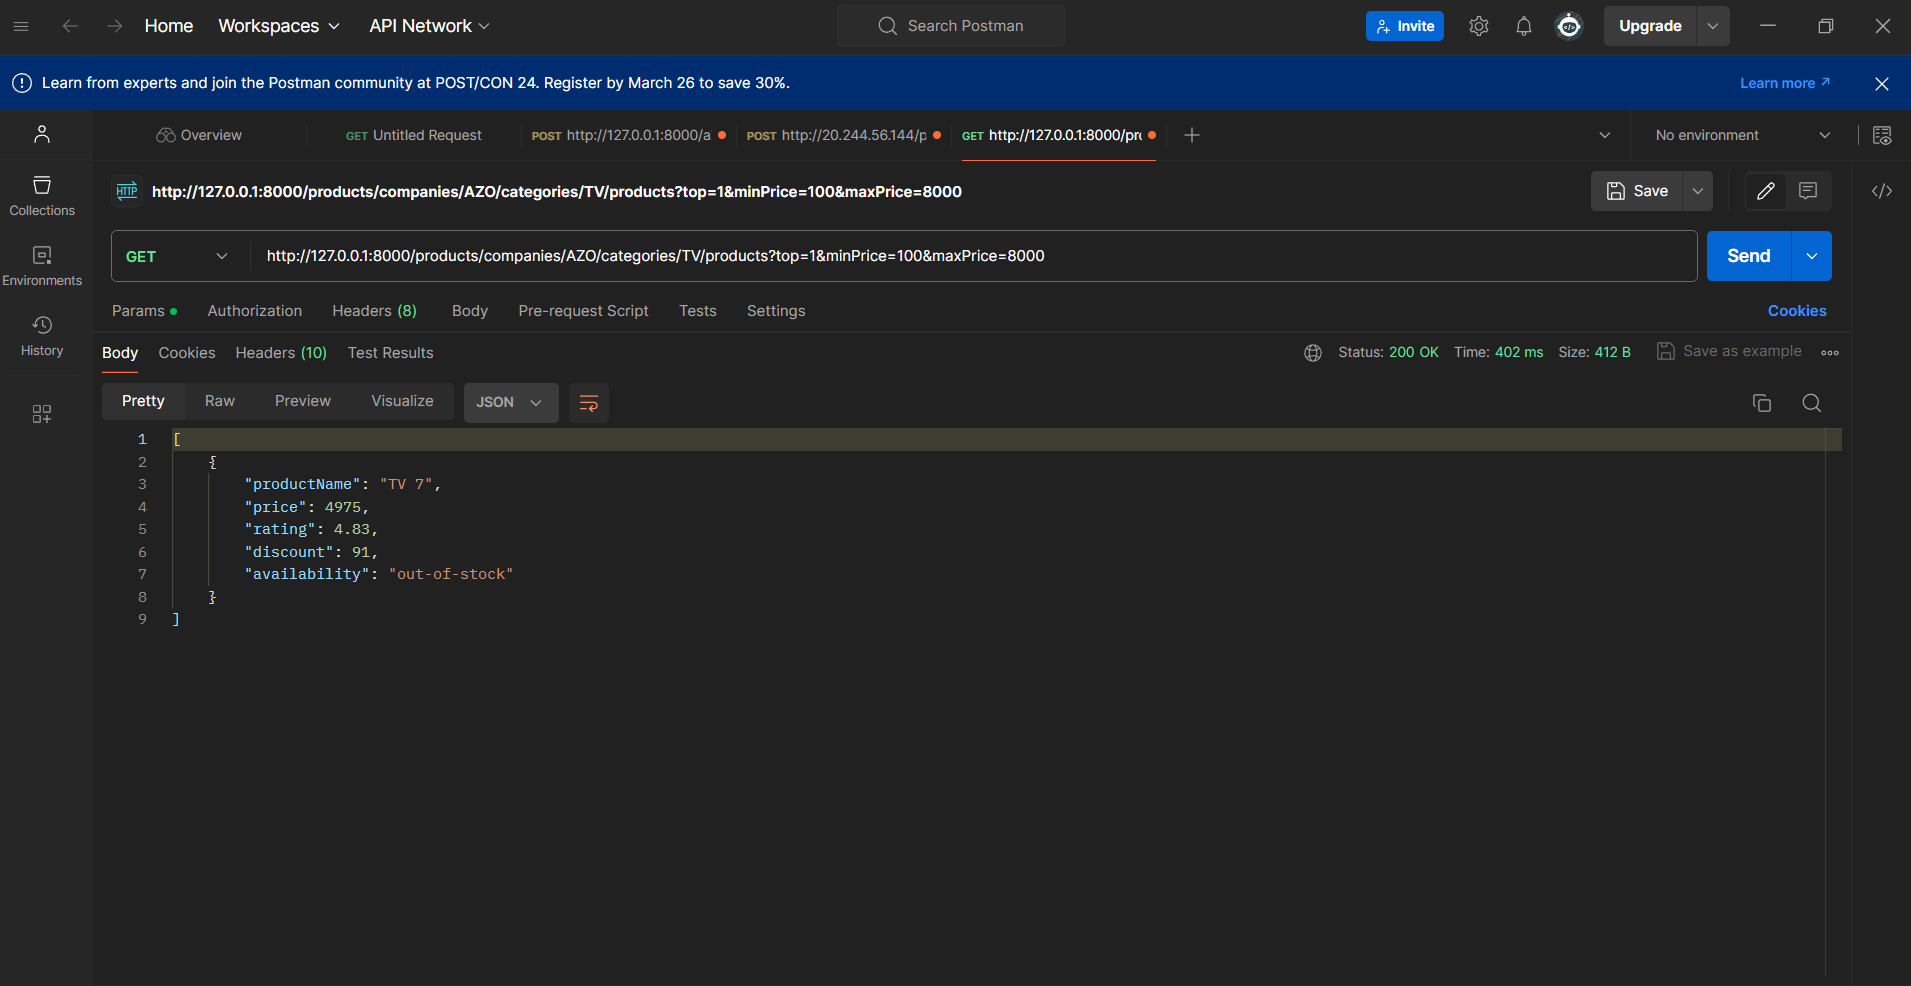 Home Workspaces API Network Search Postman Invite Upgrade
Learn from experts and join the Postman community at POST/CON 24. Register by March 26 to save 30%. Learn more ↗
Overview GET Untitled Request POST http://127.0.0.1:8000/a POST http://20.244.56.144/p GET http://127.0.0.1:8000/pro No environment
Collections
Environments
History
HTTP http://127.0.0.1:8000/products/companies/AZO/categories/TV/products?top=1&minPrice=100&maxPrice=8000 Save
GET http://127.0.0.1:8000/products/companies/AZO/categories/TV/products?top=1&minPrice=100&maxPrice=8000 Send
Params Authorization Headers (8) Body Pre-request Script Tests Settings Cookies
Body Cookies Headers (10) Test Results Status: 200 OK Time: 402 ms Size: 412 B Save as example
Pretty Raw Preview Visualize JSON
1 [
2 {
3 "productName": "TV 7",
4 "price": 4975,
5 "rating": 4.83,
6 "discount": 91,
7 "availability": "out-of-stock"
8 }
9 ]